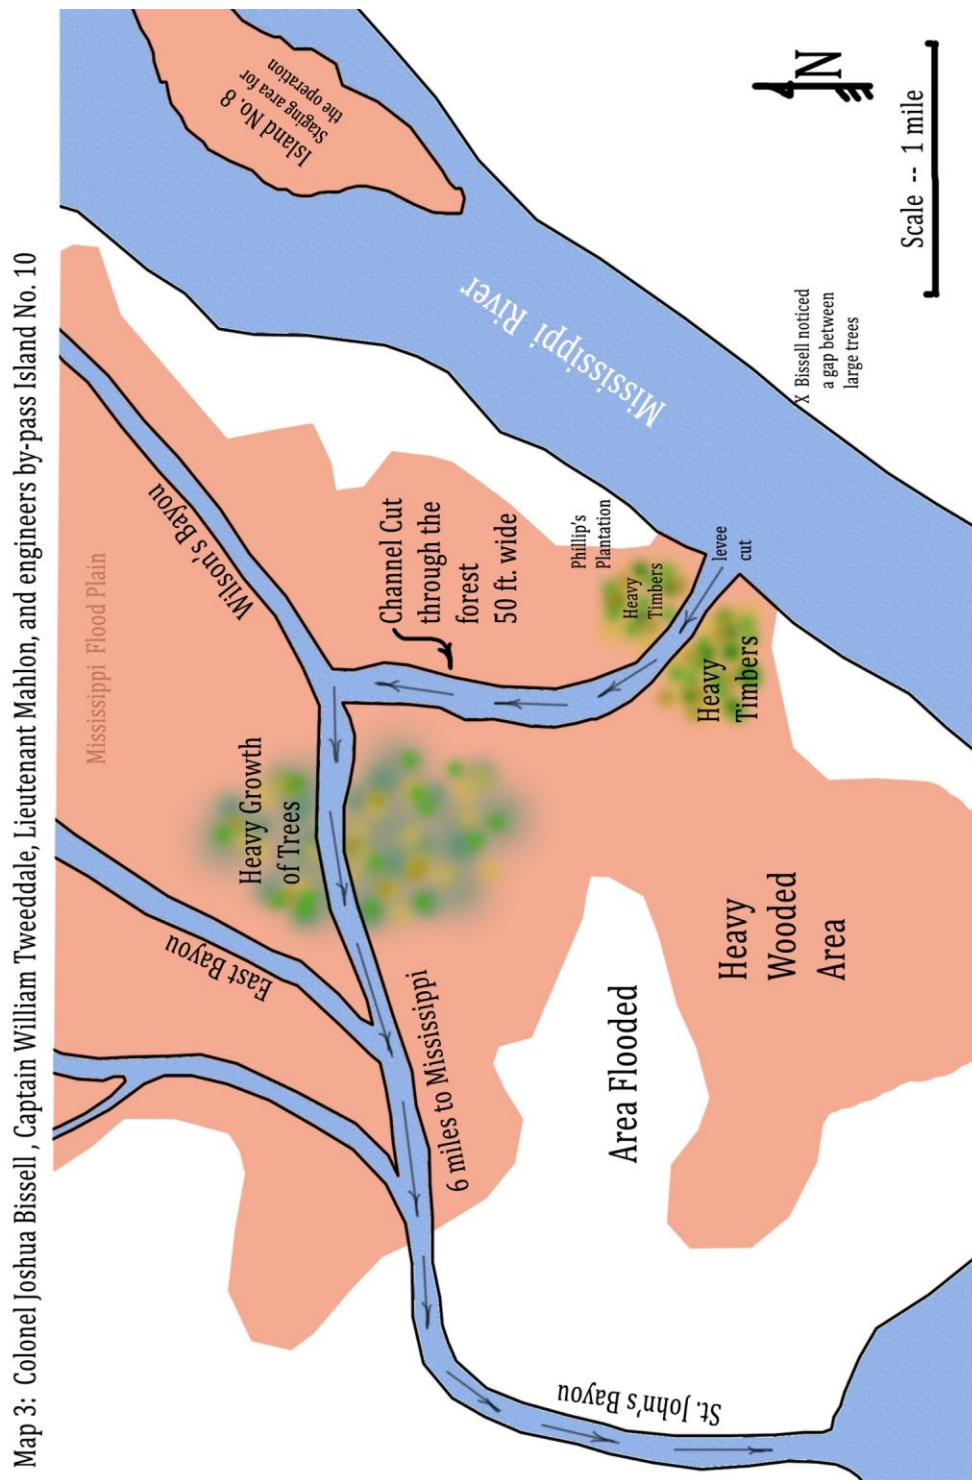 Map 3: Colonel Joshua Bissell , Captain William Tweeddale, Lieutenant Mahlon, and engineers by-pass Island No. 10
Island No. 8
Staging area for
the operation
N
Scale -- 1 mile
Mississippi River
X Bissell noticed
a gap between
large trees
Mississippi Flood Plain
Wilson's Bayou
Channel Cut
through the
forest
50 ft. wide
Phillip's
Plantation
Heavy
Timbers
levee
cut
Heavy
Timbers
Heavy Growth
of Trees
East Bayou
6 miles to Mississippi
Heavy
Wooded
Area
Area Flooded
St. John's Bayou